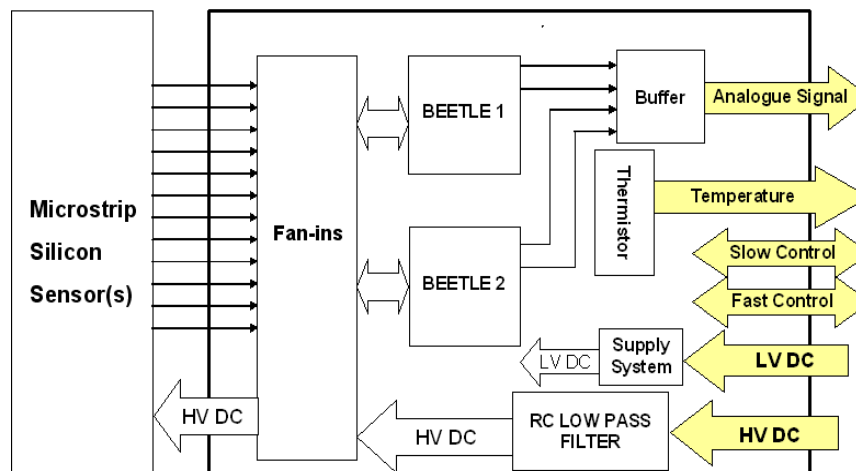 Microstrip
Silicon
Sensor(s)
Fan-ins
BEETLE 1
BEETLE 2
Buffer
Thermistor
Analogue Signal
Temperature
Slow Control
Fast Control
Supply
System
LV DC
LV DC
RC LOW PASS
FILTER
HV DC
HV DC
HV DC